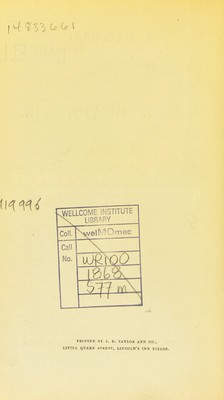 14833661
719996
WELLCOME INSTITUTE
LIBRARY
Coll. welMOmec
Call
No. WR100
1868
S77m
PRINTED BY J. E. TAYLOR AND CO.,
LITTLE QUEEN STREET, LINCOLN'S INN FIELDS.